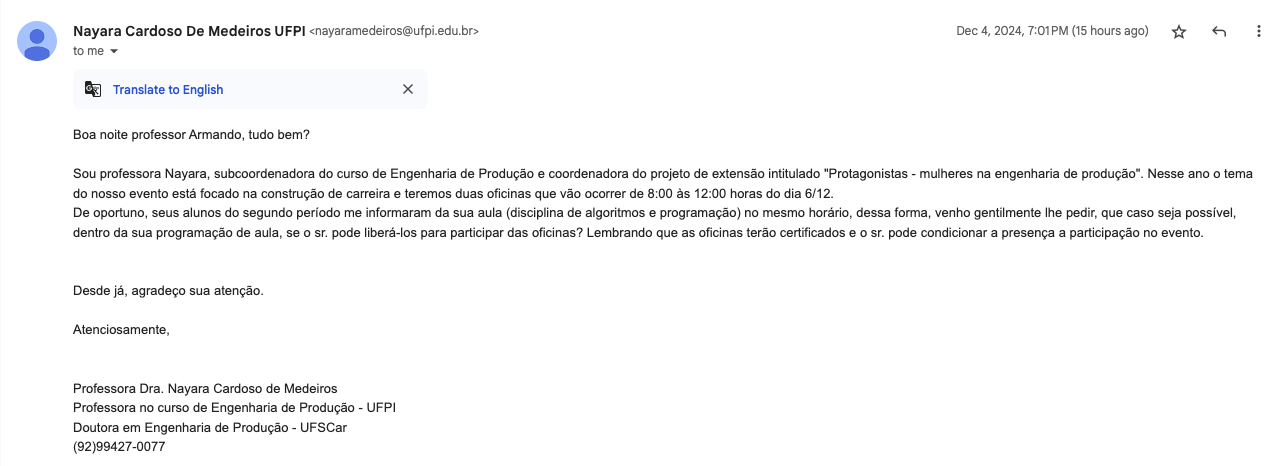 Nayara Cardoso De Medeiros UFPI <nayaramedeiros@ufpi.edu.br>
Dec 4, 2024, 7:01 PM (15 hours ago)
to me
Translate to English
Boa noite professor Armando, tudo bem?
Sou professora Nayara, subcoordenadora do curso de Engenharia de Produção e coordenadora do projeto de extensão intitulado "Protagonistas - mulheres na engenharia de produção". Nesse ano o tema
do nosso evento está focado na construção de carreira e teremos duas oficinas que vão ocorrer de 8:00 às 12:00 horas do dia 6/12.
De oportuno, seus alunos do segundo período me informaram da sua aula (disciplina de algoritmos e programação) no mesmo horário, dessa forma, venho gentilmente lhe pedir, que caso seja possível,
dentro da sua programação de aula, se o sr. pode liberá-los para participar das oficinas? Lembrando que as oficinas terão certificados e o sr. pode condicionar a presença a participação no evento.
Desde já, agradeço sua atenção.
Atenciosamente,
Professora Dra. Nayara Cardoso de Medeiros
Professora no curso de Engenharia de Produção - UFPI
Doutora em Engenharia de Produção - UFSCar
(92)99427-0077